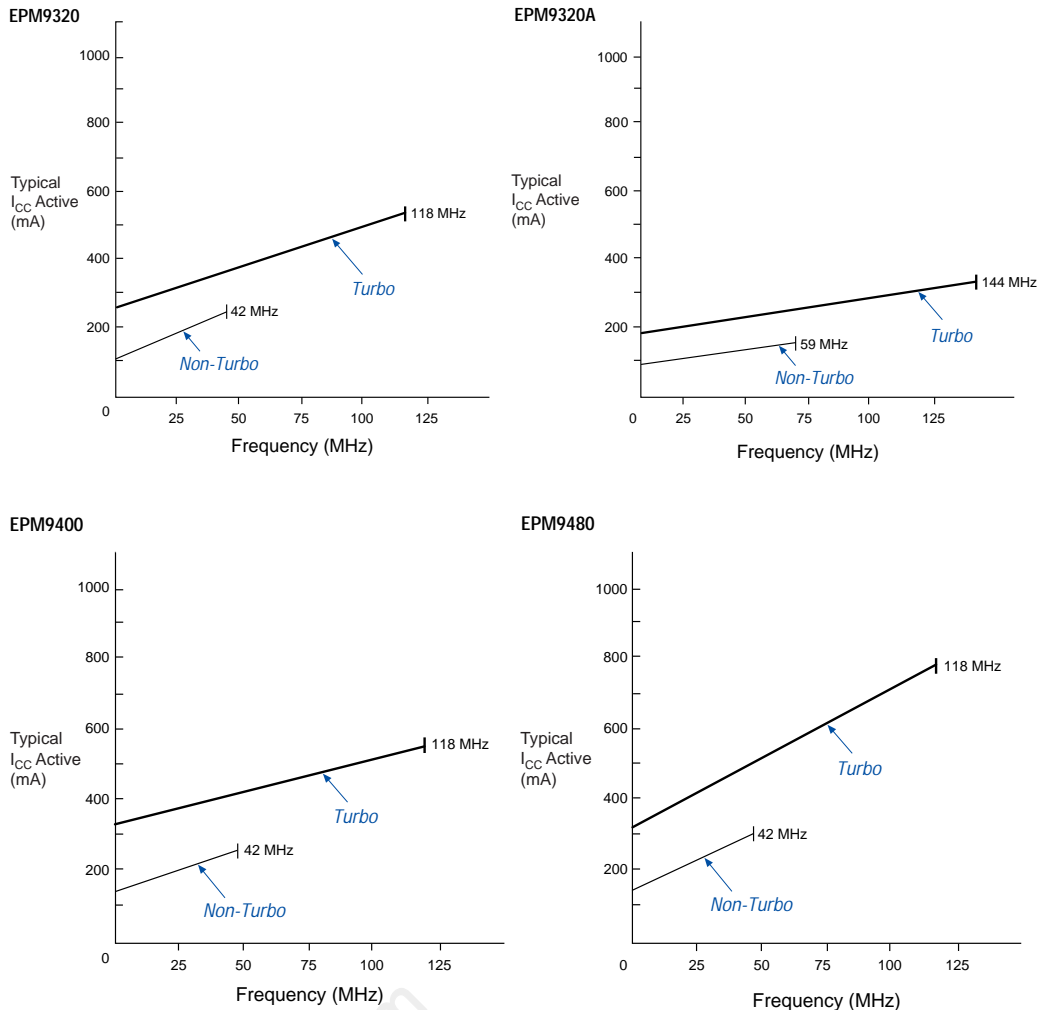 EPM9320
1000
800
600
400
200
0
Typical
ICC Active
(mA)
118 MHz
Turbo
42 MHz
Non-Turbo
25 50 75 100 125
Frequency (MHz)
EPM9320A
1000
800
600
400
200
0
Typical
ICC Active
(mA)
144 MHz
Turbo
59 MHz
Non-Turbo
25 50 75 100 125
Frequency (MHz)
EPM9400
1000
800
600
400
200
0
Typical
ICC Active
(mA)
118 MHz
Turbo
42 MHz
Non-Turbo
25 50 75 100 125
Frequency (MHz)
EPM9480
1000
800
600
400
200
0
Typical
ICC Active
(mA)
118 MHz
Turbo
42 MHz
Non-Turbo
25 50 75 100 125
Frequency (MHz)